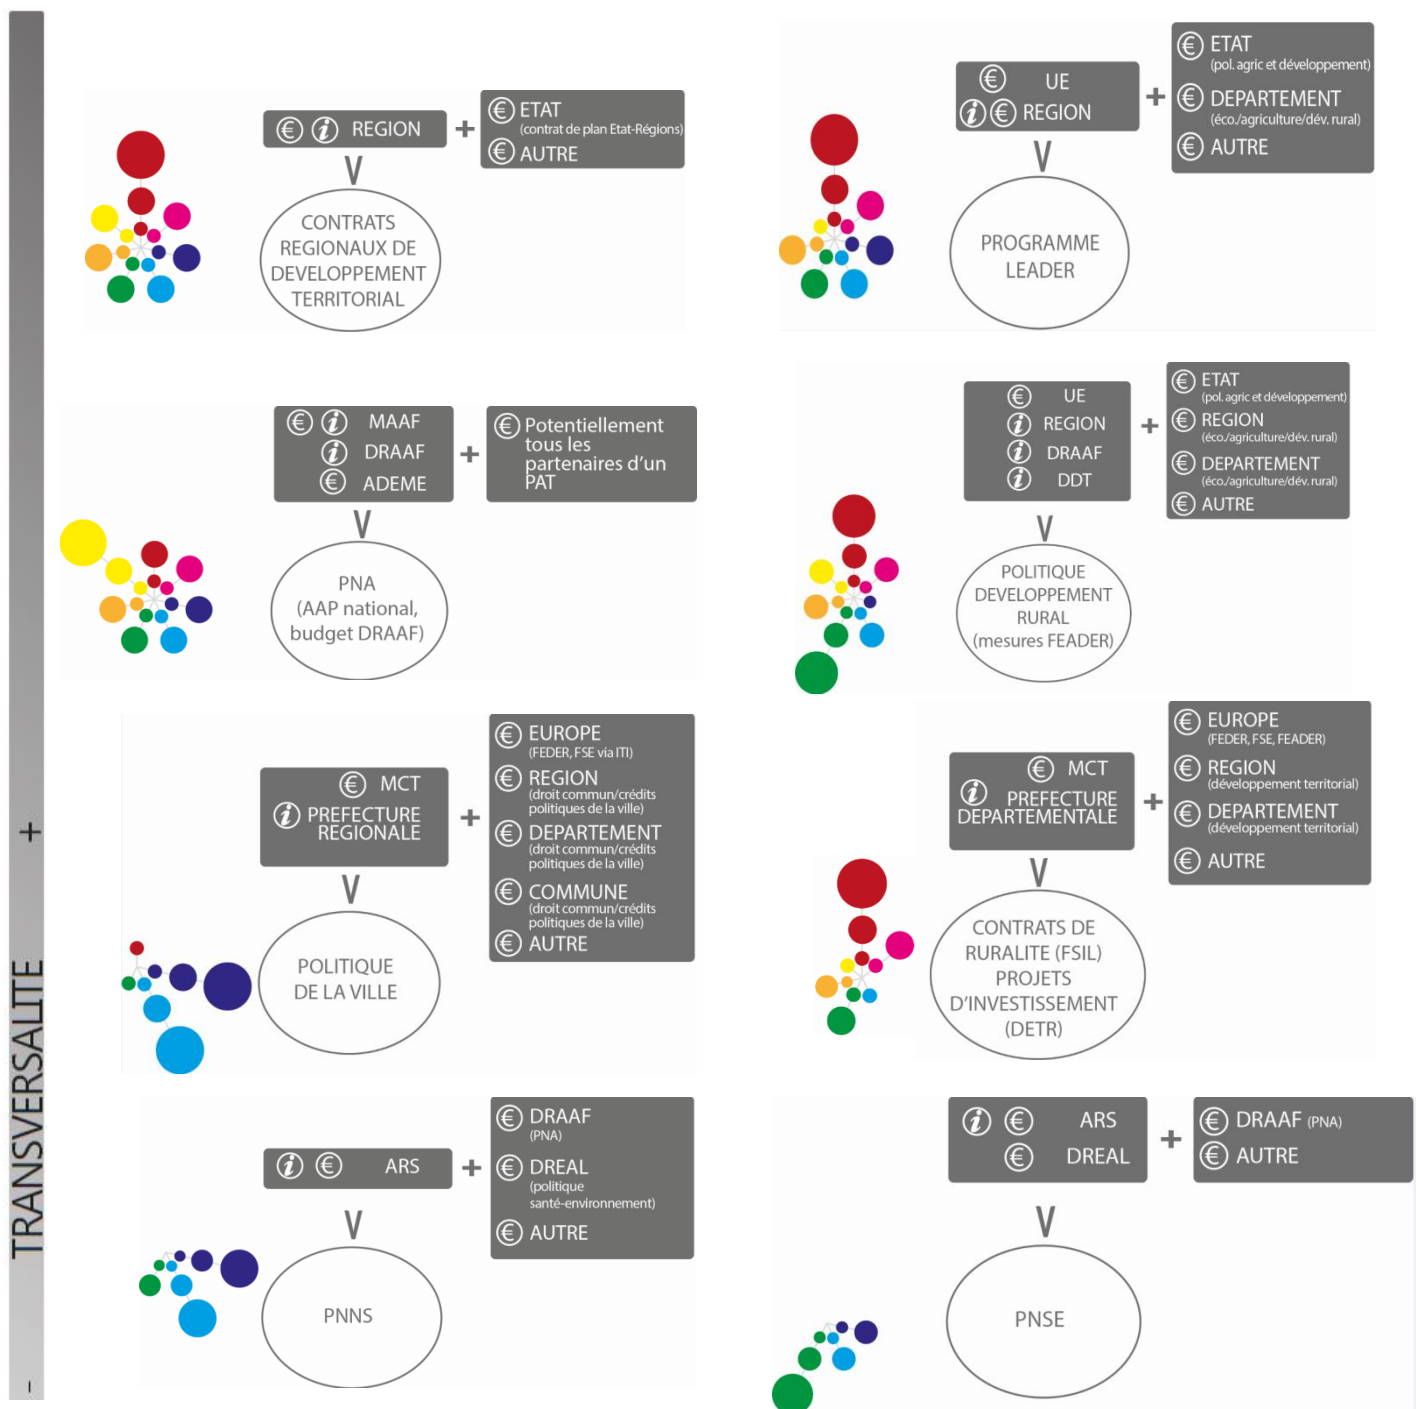 TRANSVERSALITE
+
-
€ i REGION
+
€ ETAT
(contrat de plan Etat-Régions)
€ AUTRE
CONTRATS
REGIONAUX DE
DEVELOPPEMENT
TERRITORIAL
€ UE
i € REGION
+
€ ETAT
(pol. agric et développement)
€ DEPARTEMENT
(éco./agriculture/dév. rural)
€ AUTRE
PROGRAMME
LEADER
€ i MAAF
i DRAAF
€ ADEME
+
€ Potentiellement
tous les
partenaires d'un
PAT
PNA
(AAP national,
budget DRAAF)
€ UE
i REGION
i DRAAF
i DDT
+
€ ETAT
(pol. agric et développement)
€ REGION
(éco./agriculture/dév. rural)
€ DEPARTEMENT
(éco./agriculture/dév. rural)
€ AUTRE
POLITIQUE
DEVELOPPEMENT
RURAL
(mesures FEADER)
€ MCT
i PREFECTURE
REGIONALE
+
€ EUROPE
(FEDER, FSE via ITI)
€ REGION
(droit commun/crédits
politiques de la ville)
€ DEPARTEMENT
(droit commun/crédits
politiques de la ville)
€ COMMUNE
(droit commun/crédits
politiques de la ville)
€ AUTRE
POLITIQUE
DE LA VILLE
€ MCT
i PREFECTURE
DEPARTEMENTALE
+
€ EUROPE
(FEDER, FSE, FEADER)
€ REGION
(développement territorial)
€ DEPARTEMENT
(développement territorial)
€ AUTRE
CONTRATS DE
RURALITE (FSIL)
PROJETS
D'INVESTISSEMENT
(DETR)
i € ARS
+
€ DRAAF
(PNA)
€ DREAL
(politique
santé-environnement)
€ AUTRE
PNNS
i € ARS
€ DREAL
+
€ DRAAF (PNA)
€ AUTRE
PNSE